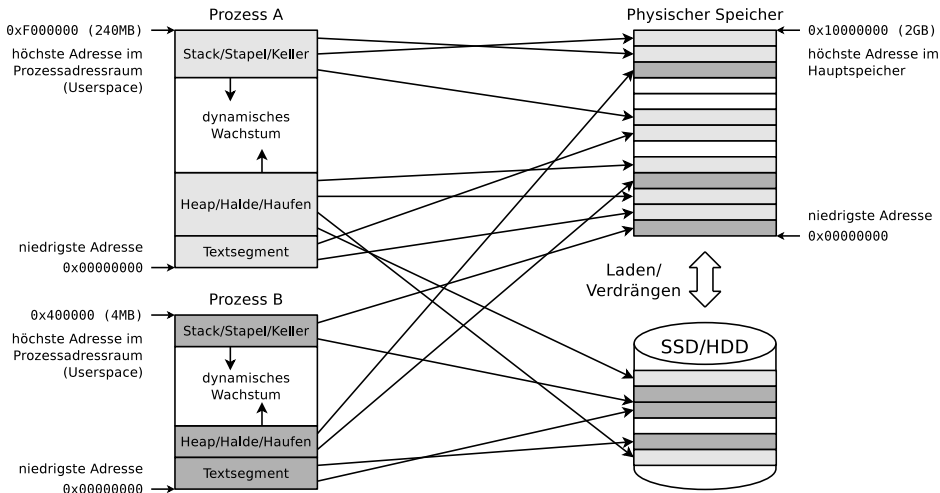 Prozess A
0xF000000 (240MB)
höchste Adresse im
Prozessadressraum
(Userspace)
Stack/Stapel/Keller
dynamisches
Wachstum
Heap/Halde/Haufen
Textsegment
niedrigste Adresse
0x00000000
Prozess B
0x400000 (4MB)
höchste Adresse im
Prozessadressraum
(Userspace)
Stack/Stapel/Keller
dynamisches
Wachstum
Heap/Halde/Haufen
Textsegment
niedrigste Adresse
0x00000000
Physischer Speicher
0x10000000 (2GB)
höchste Adresse im
Hauptspeicher
niedrigste Adresse
0x00000000
Laden/
Verdrängen
SSD/HDD